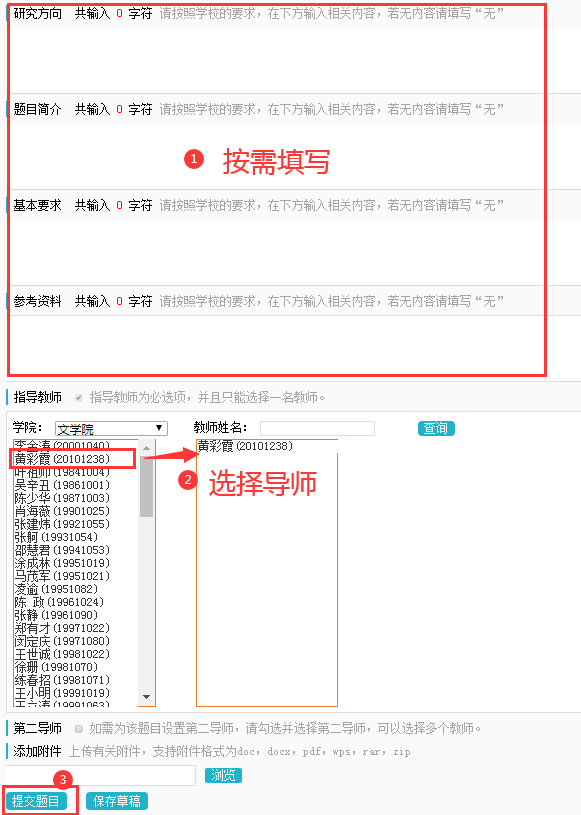 研究方向 共输入 0 字符 请按照学校的要求，在下方输入相关内容，若无内容请填写“无”
题目简介 共输入 0 字符 请按照学校的要求，在下方输入相关内容，若无内容请填写“无”
1 按需填写
基本要求 共输入 0 字符 请按照学校的要求，在下方输入相关内容，若无内容请填写“无”
参考资料 共输入 0 字符 请按照学校的要求，在下方输入相关内容，若无内容请填写“无”
指导教师 指导教师为必选项，并且只能选择一名教师。
学院： 文学院 教师姓名： 查询
李金涛(20001040)
黄彩霞(20101238) 黄彩霞(20101238)
叶祖帅(19841004)
吴辛丑(19861001) 2 选择导师
陈少华(19871003)
肖海薇(19901025)
张建炜(19921055)
张舸(19931054)
邵慧君(19941053)
涂成林(19951019)
马茂军(19951021)
凌逾(19951082)
陈 政(19961024)
张静(19961090)
郑有才(19971022)
闵定庆(19971080)
王世诚(19981022)
徐珊(19981070)
练春招(19981071)
王小明(19991019)
第二导师 如需为该题目设置第二导师，请勾选并选择第二导师，可以选择多个教师。
添加附件 上传有关附件，支持附件格式为doc，docx，pdf，wps，rar，zip
浏览
3
提交题目 保存草稿